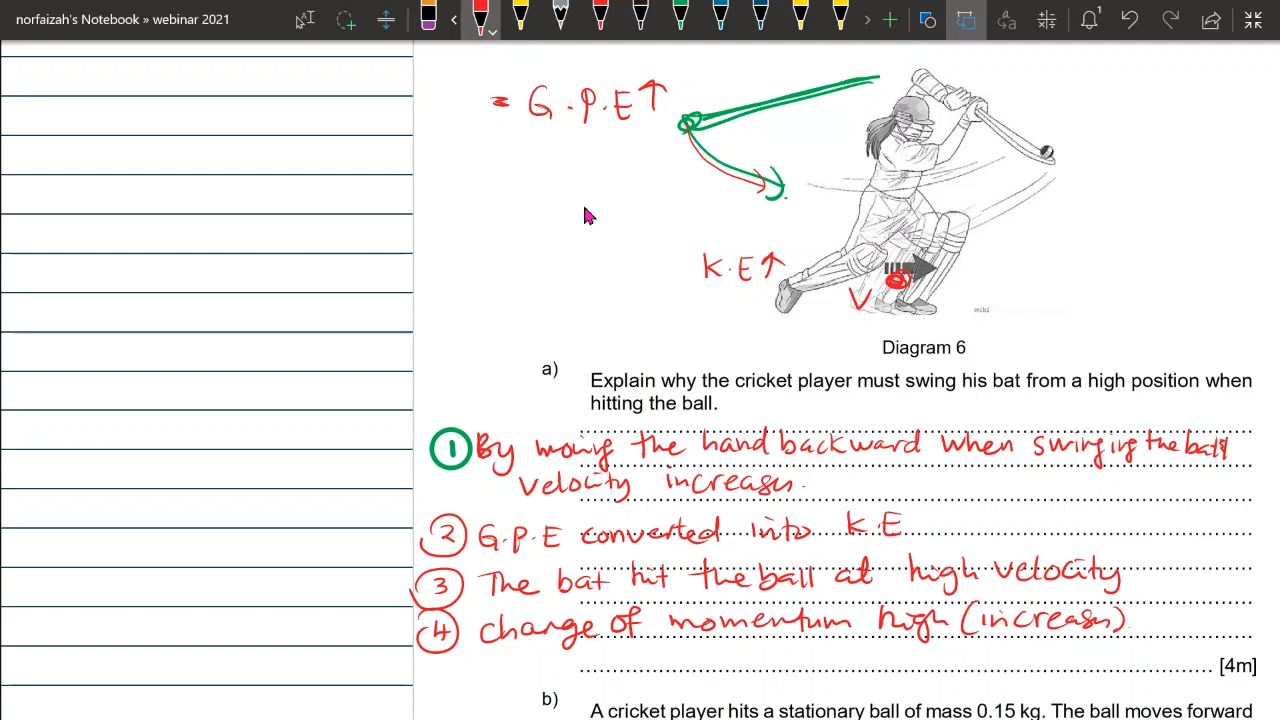 norfaizah's Notebook » webinar 2021
= G.P.E↑
K.E↑
V
Diagram 6
a)
Explain why the cricket player must swing his bat from a high position when
hitting the ball.
1 By moving the hand backward when swinging the ball
velocity increases.
2 G.P.E converted into K.E
3 The bat hit the ball at high velocity
4 change of momentum high (increases).
[4m]
b)
A cricket player hits a stationary ball of mass 0.15 kg. The ball moves forward